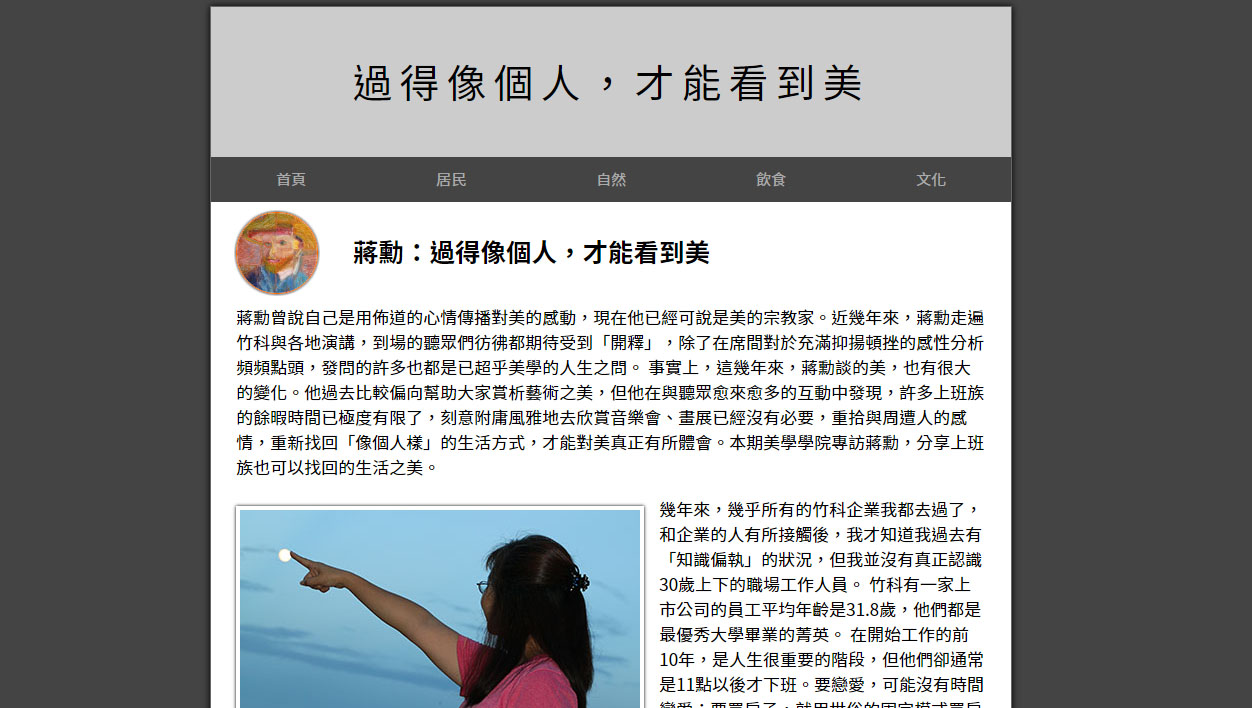 過得像個人，才能看到美
首頁 居民 自然 飲食 文化
蔣勳：過得像個人，才能看到美
蔣勳曾說自己是用佈道的心情傳播對美的感動，現在他已經可說是美的宗教家。近幾年來，蔣勳走遍
竹科與各地演講，到場的聽眾們彷彿都期待受到「開釋」，除了在席間對於充滿抑揚頓挫的感性分析
頻頻點頭，發問的許多也都是已超乎美學的人生之問。 事實上，這幾年來，蔣勳談的美，也有很大
的變化。他過去比較偏向幫助大家賞析藝術之美，但他在與聽眾愈來愈多的互動中發現，許多上班族
的餘暇時間已極度有限了，刻意附庸風雅地去欣賞音樂會、畫展已經沒有必要，重拾與周遭人的感
情，重新找回「像個人樣」的生活方式，才能對美真正有所體會。本期美學學院專訪蔣勳，分享上班
族也可以找回的生活之美。
幾年來，幾乎所有的竹科企業我都去過了，
和企業的人有所接觸後，我才知道我過去有
「知識偏執」的狀況，但我並沒有真正認識
30歲上下的職場工作人員。 竹科有一家上
市公司的員工平均年齡是31.8歲，他們都是
最優秀大學畢業的菁英。 在開始工作的前
10年，是人生很重要的階段，但他們卻通常
是11點以後才下班。要戀愛，可能沒有時間
戀愛；要買房子，就用世俗的固定模式買房